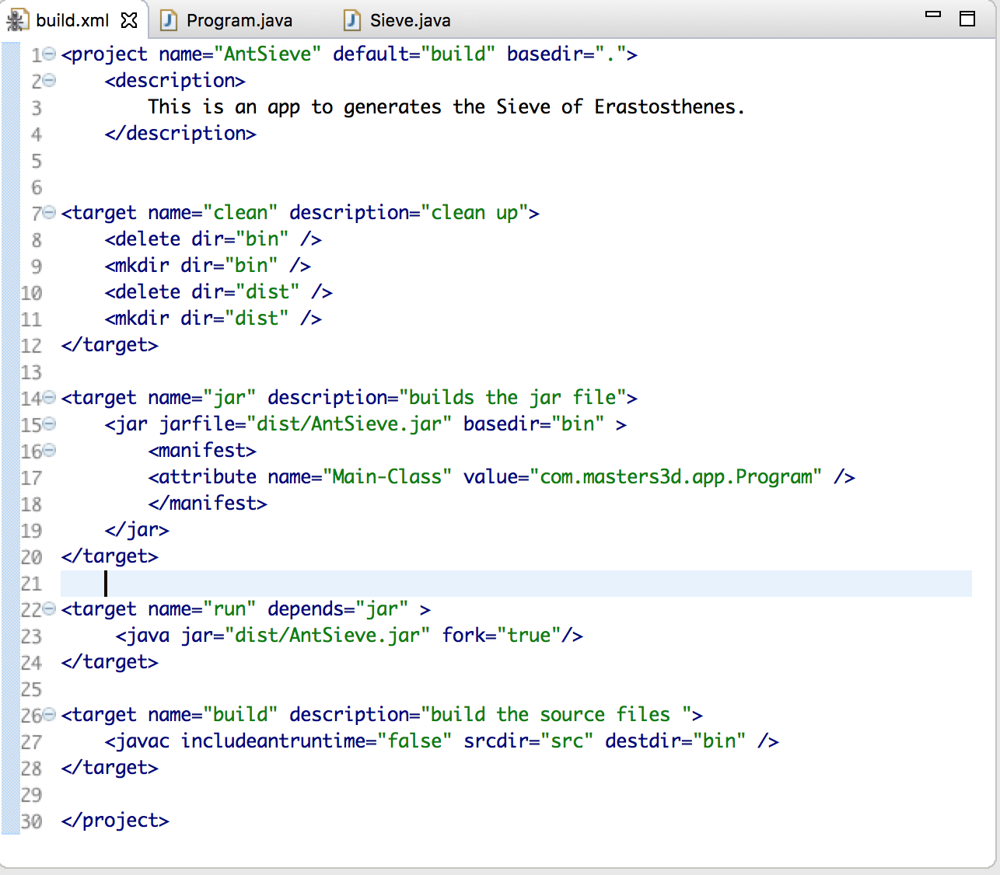 build.xml Program.java Sieve.java
1 <project name="AntSieve" default="build" basedir=".">
2 <description>
3 This is an app to generates the Sieve of Erastosthenes.
4 </description>
5
6
7 <target name="clean" description="clean up">
8 <delete dir="bin" />
9 <mkdir dir="bin" />
10 <delete dir="dist" />
11 <mkdir dir="dist" />
12 </target>
13
14 <target name="jar" description="builds the jar file">
15 <jar jarfile="dist/AntSieve.jar" basedir="bin" >
16 <manifest>
17 <attribute name="Main-Class" value="com.masters3d.app.Program" />
18 </manifest>
19 </jar>
20 </target>
21
22 <target name="run" depends="jar" >
23 <java jar="dist/AntSieve.jar" fork="true"/>
24 </target>
25
26 <target name="build" description="build the source files ">
27 <javac includeantruntime="false" srcdir="src" destdir="bin" />
28 </target>
29
30 </project>